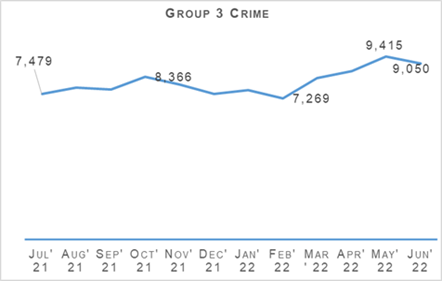 GROUP 3 CRIME
9,415
7,479
8,366
9,050
7,269
JUL' AUG' SEP' OCT' NOV' DEC' JAN' FEB' MAR APR' MAY' JUN'
21 21 21 21 21 21 22 22 ' 22 22 22 22